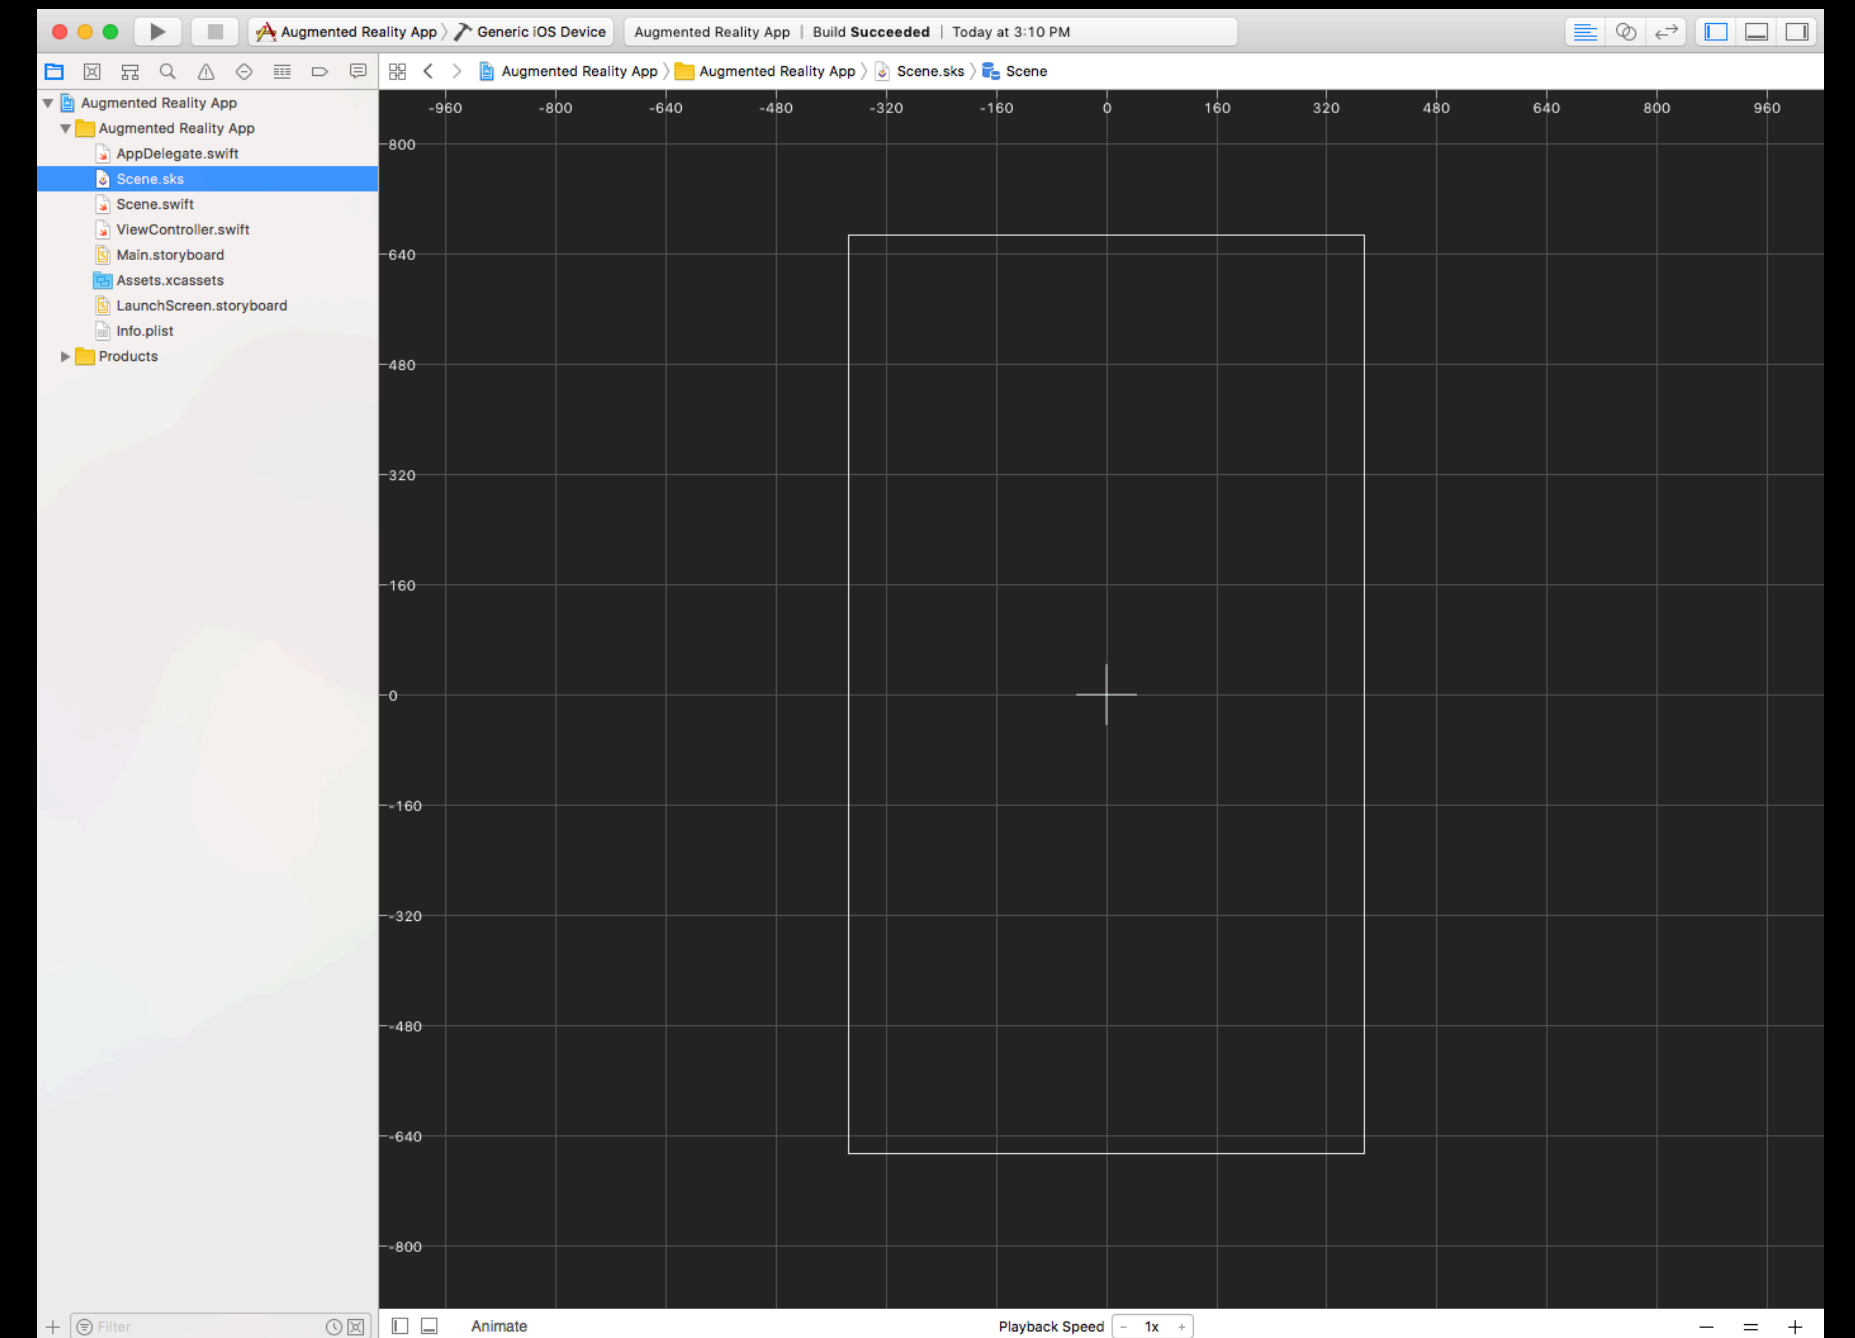 Augmented Reality App Generic iOS Device Augmented Reality App | Build Succeeded | Today at 3:10 PM
Augmented Reality App Augmented Reality App Scene.sks Scene
Augmented Reality App
Augmented Reality App
AppDelegate.swift
Scene.sks
Scene.swift
ViewController.swift
Main.storyboard
Assets.xcassets
LaunchScreen.storyboard
Info.plist
Products
Filter
-960 -800 -640 -480 -320 -160 0 160 320 480 640 800 960
800
640
480
320
160
0
-160
-320
-480
-640
-800
Animate Playback Speed - 1x +